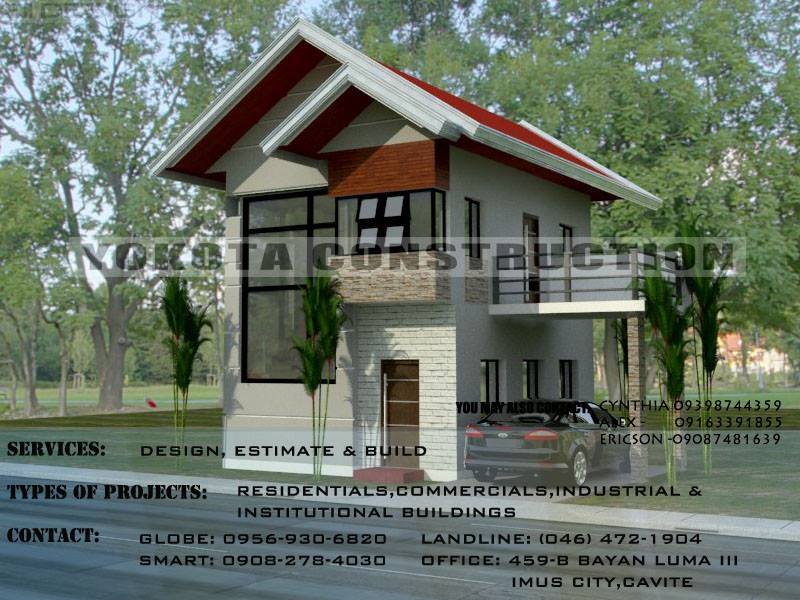 YOKOTA CONSTRUCTION
YOU MAY ALSO CONTACT: CYNTHIA 09398744359
ALEX - 09163391855
ERICSON -09087481639
SERVICES: DESIGN, ESTIMATE & BUILD
TYPES OF PROJECTS: RESIDENTIALS,COMMERCIALS,INDUSTRIAL &
INSTITUTIONAL BUILDINGS
CONTACT: GLOBE: 0956-930-6820 LANDLINE: (046) 472-1904
SMART: 0908-278-4030 OFFICE: 459-B BAYAN LUMA III
IMUS CITY,CAVITE